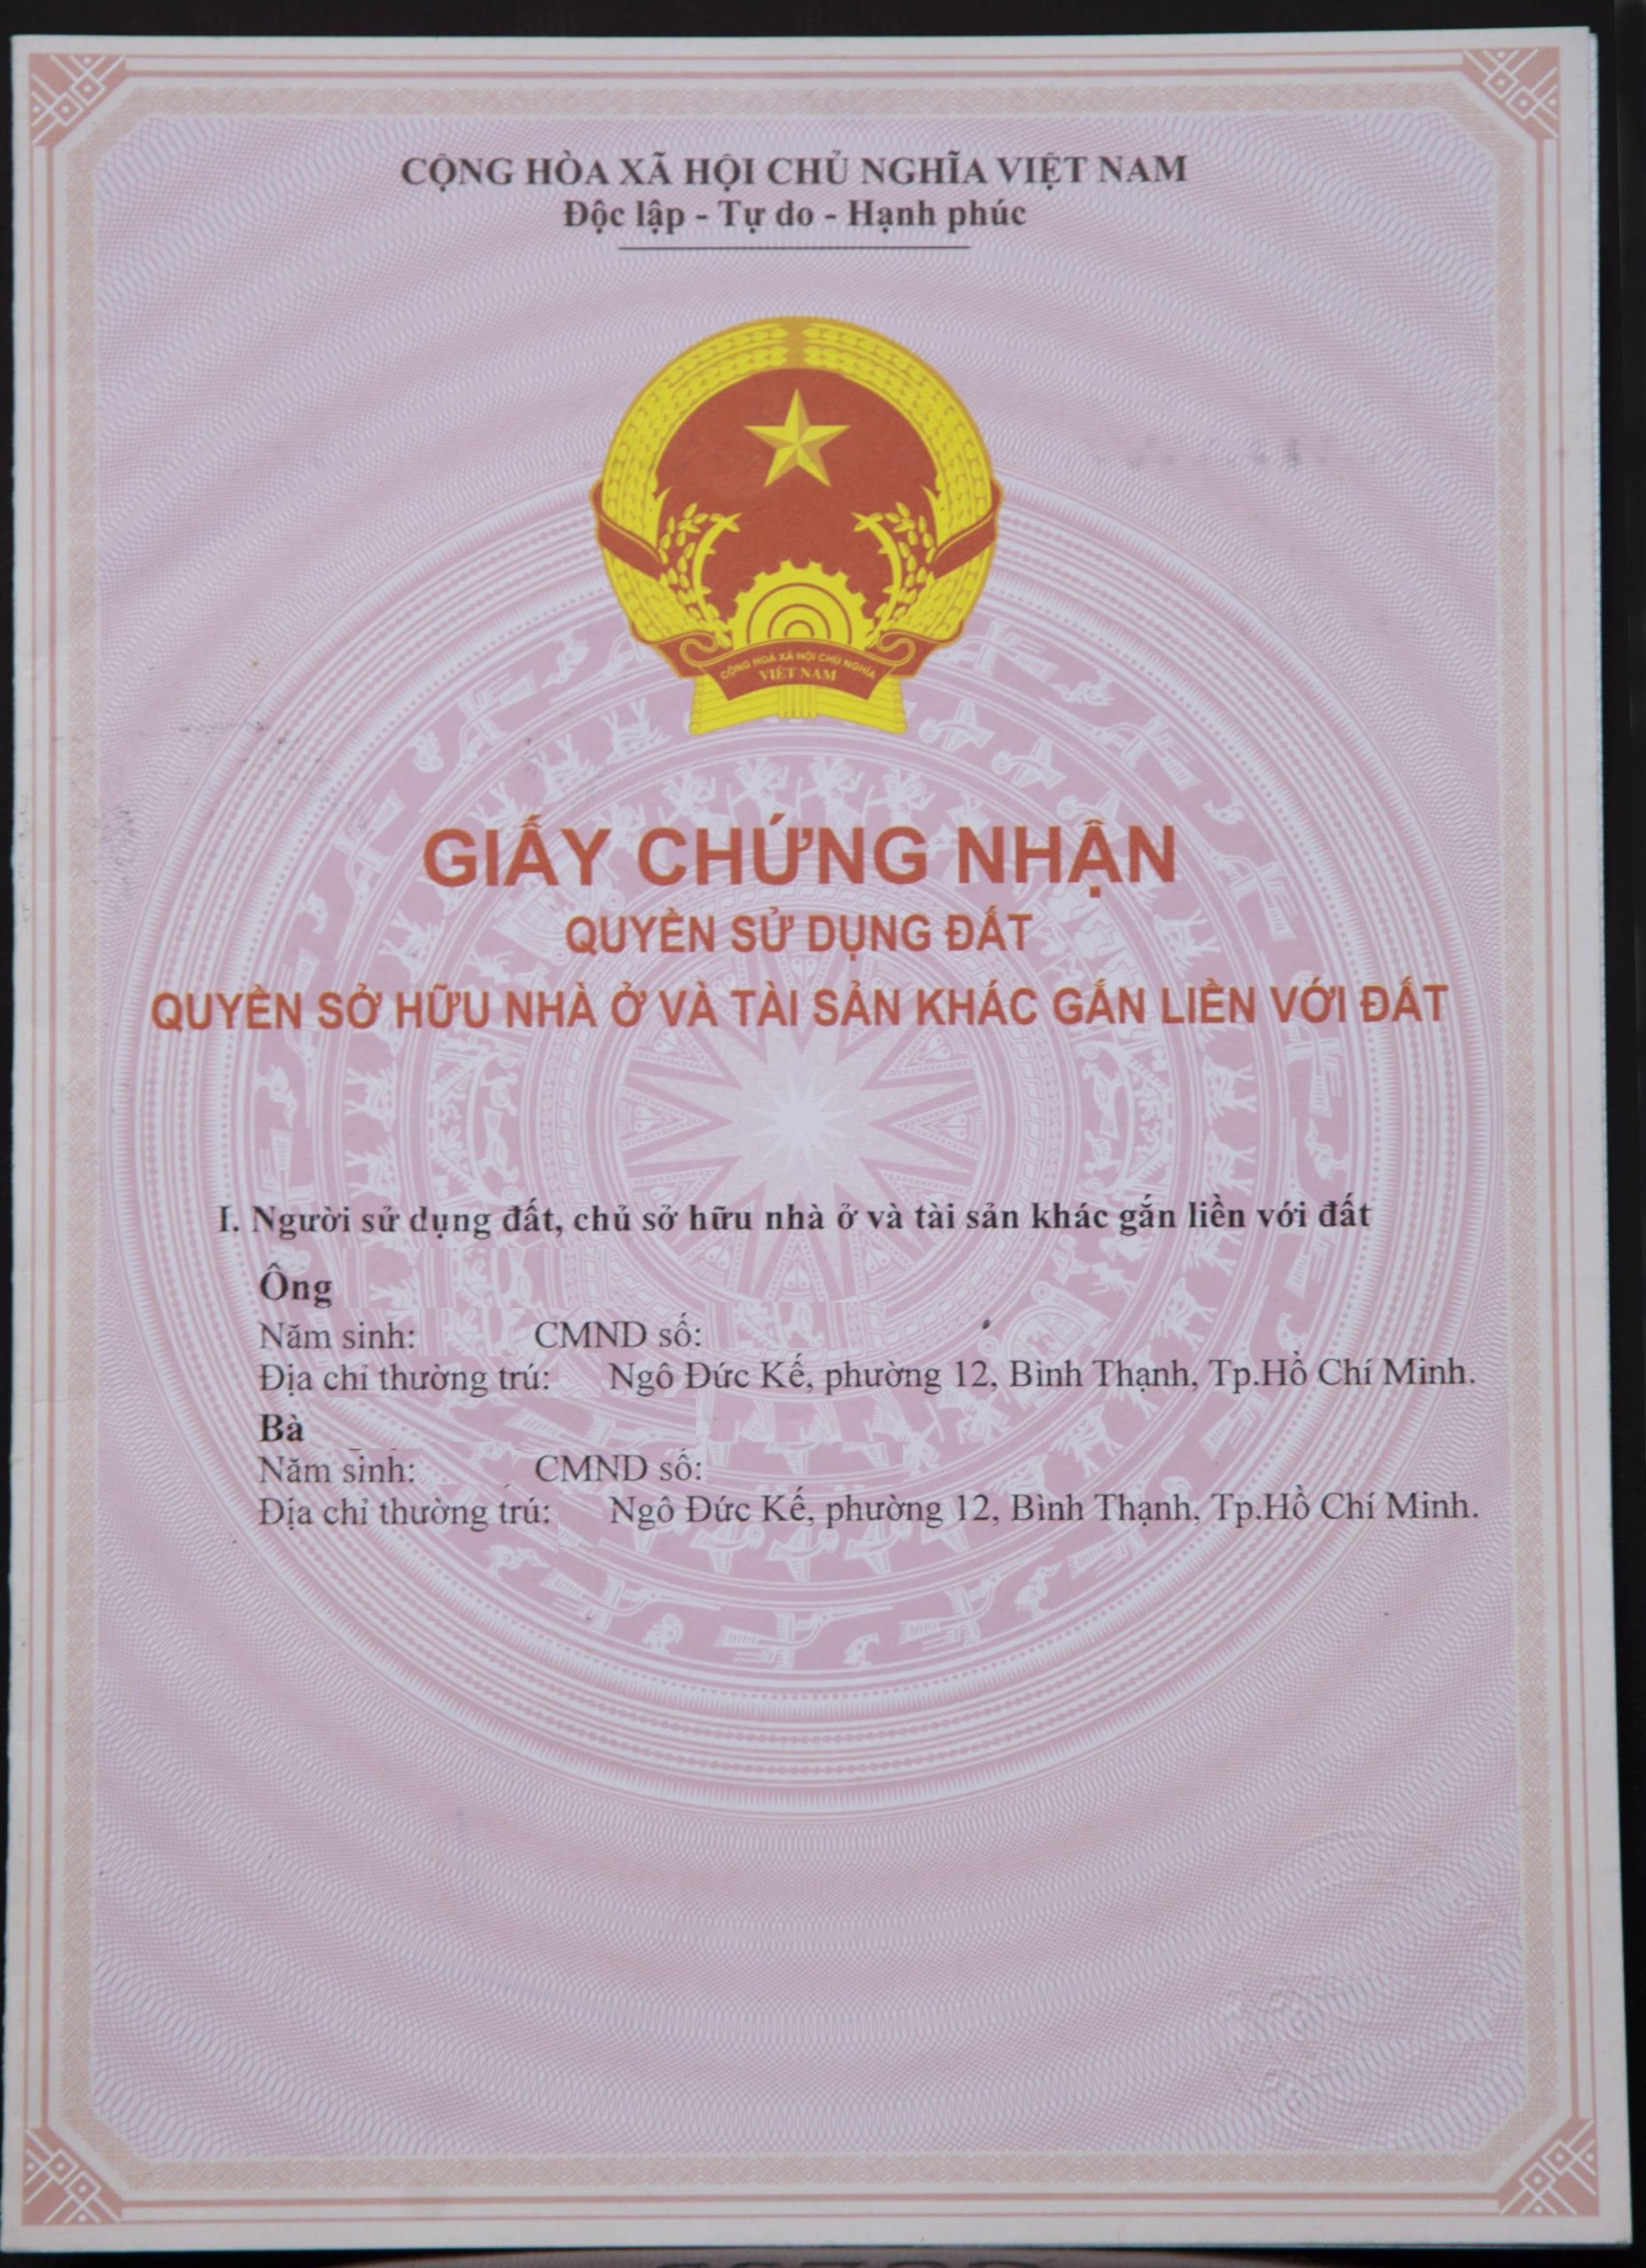 CỘNG HÒA XÃ HỘI CHỦ NGHĨA VIỆT NAM
Độc lập - Tự do - Hạnh phúc
CỘNG HOÀ XÃ HỘI CHỦ NGHĨA
VIỆT NAM
GIẤY CHỨNG NHẬN
QUYỀN SỬ DỤNG ĐẤT
QUYỀN SỞ HỮU NHÀ Ở VÀ TÀI SẢN KHÁC GẮN LIỀN VỚI ĐẤT
I. Người sử dụng đất, chủ sở hữu nhà ở và tài sản khác gắn liền với đất
Ông
Năm sinh: CMND số:
Địa chỉ thường trú: Ngô Đức Kế, phường 12, Bình Thạnh, Tp.Hồ Chí Minh.
Bà
Năm sinh: CMND số:
Địa chỉ thường trú: Ngô Đức Kế, phường 12, Bình Thạnh, Tp.Hồ Chí Minh.